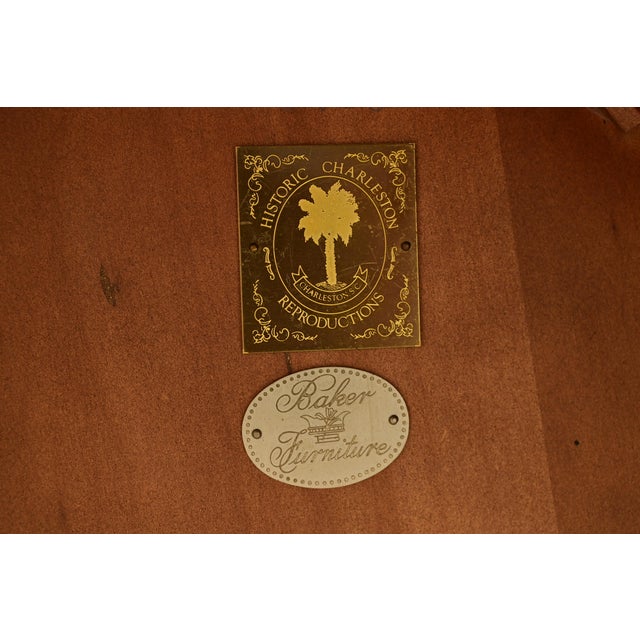 HISTORIC CHARLESTON
CHARLESTON S.C.
REPRODUCTIONS
Baker
Furniture